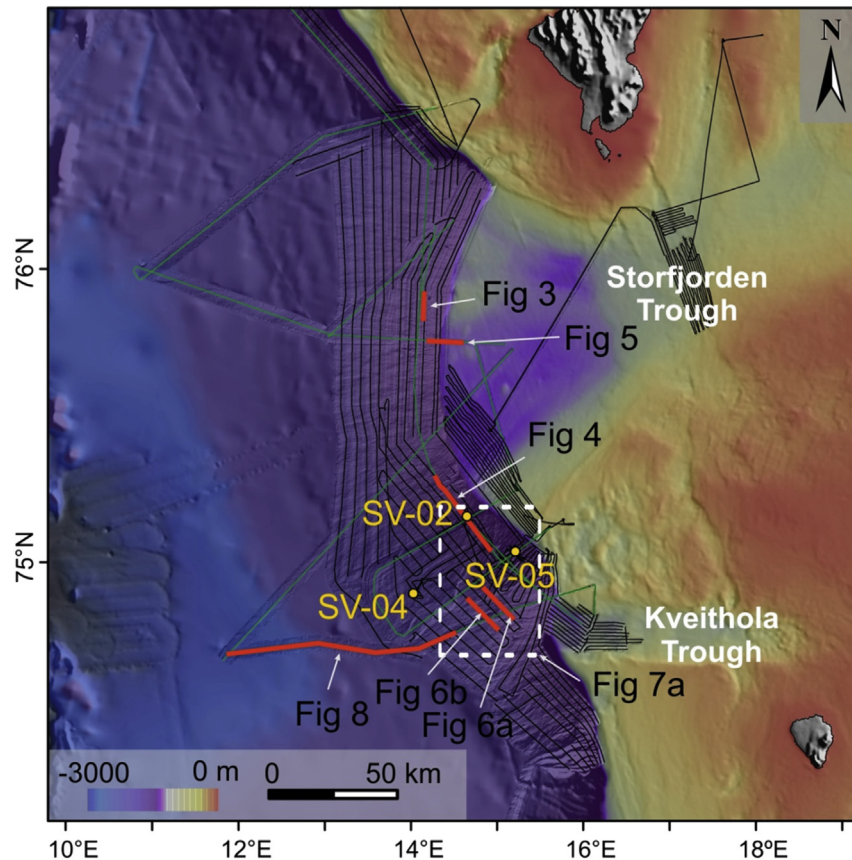 N
76°N
Storfjorden
Trough
Fig 3
Fig 5
Fig 4
SV-02
75°N
SV-05
SV-04
Kveithola
Trough
Fig 6b
Fig 7a
Fig 8
Fig 6a
-3000 0 m 0 50 km
10°E 12°E 14°E 16°E 18°E